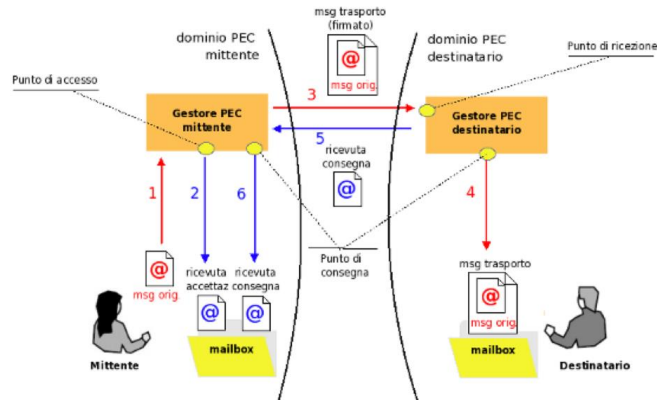 msg trasporto
(firmato)
dominio PEC
mittente
dominio PEC
destinatario
Punto di ricezione
Punto di accesso
@
msg orig.
3
Gestore PEC
mittente
Gestore PEC
destinatario
5
ricevuta
consegna
@
1
2
6
4
Punto di
consegna
@
msg orig.
ricevuta
accettaz
@
ricevuta
consegna
@
msg trasporto
@
msg orig.
Mittente
mailbox
mailbox
Destinatario